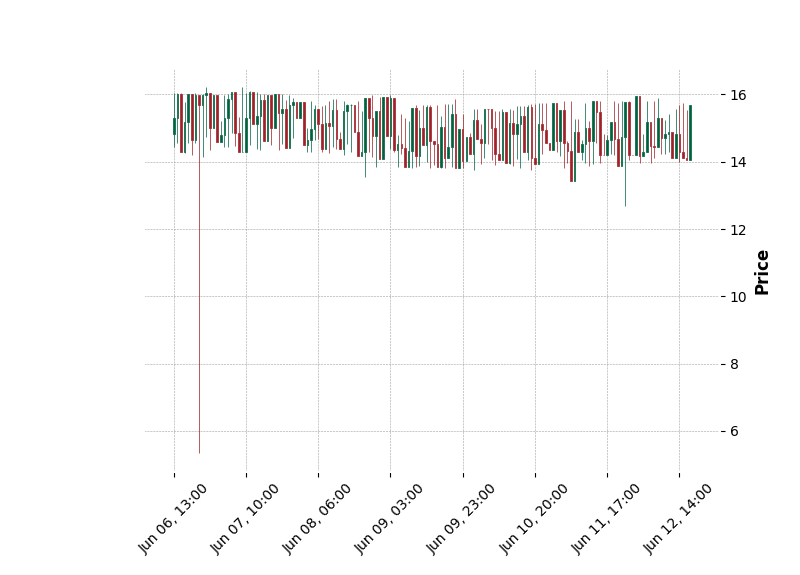 16
14
12
10
8
6
Price
Jun 06, 13:00
Jun 07, 10:00
Jun 08, 06:00
Jun 09, 03:00
Jun 09, 23:00
Jun 10, 20:00
Jun 11, 17:00
Jun 12, 14:00